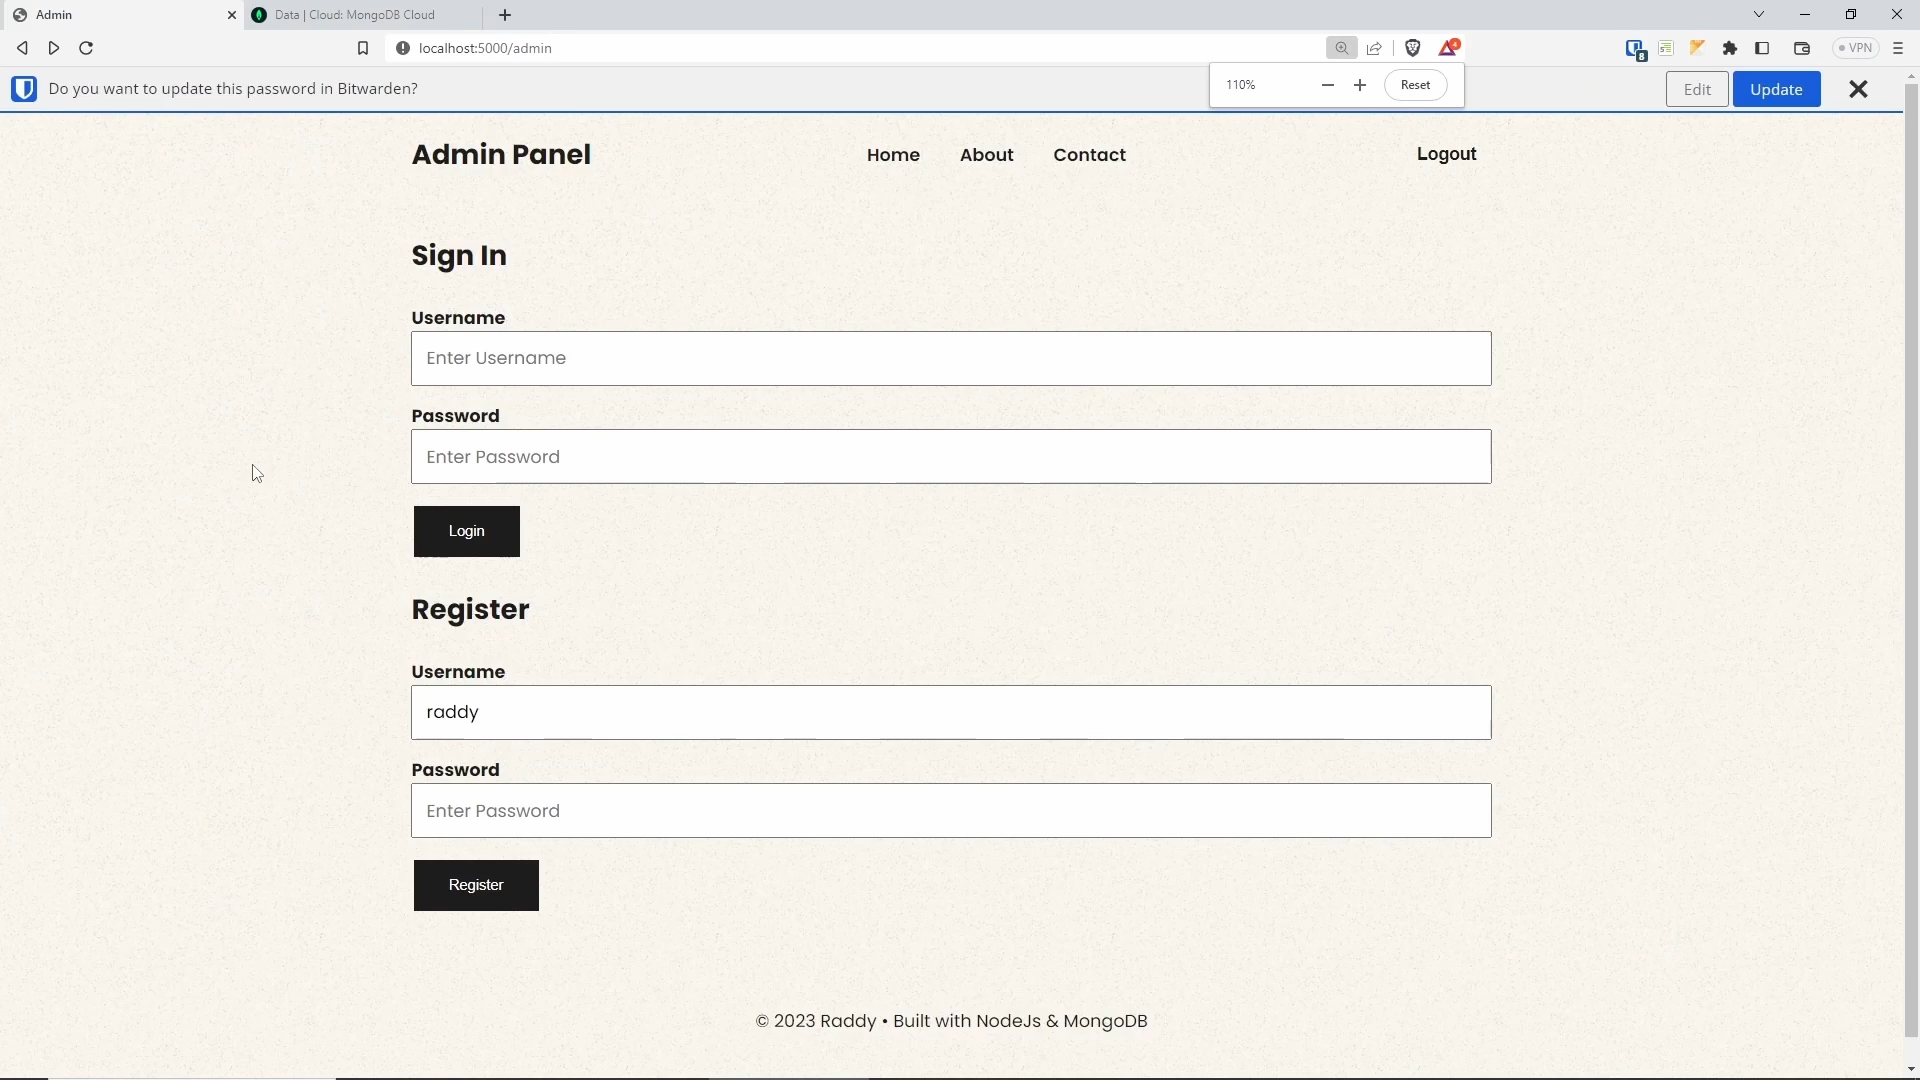 Admin
Data | Cloud: MongoDB Cloud
localhost:5000/admin
4
8
VPN
Do you want to update this password in Bitwarden?
110%
Reset
Edit
Update
Admin Panel
Home
About
Contact
Logout
Sign In
Username
Enter Username
Password
Enter Password
Login
Register
Username
raddy
Password
Enter Password
Register
© 2023 Raddy • Built with NodeJs & MongoDB